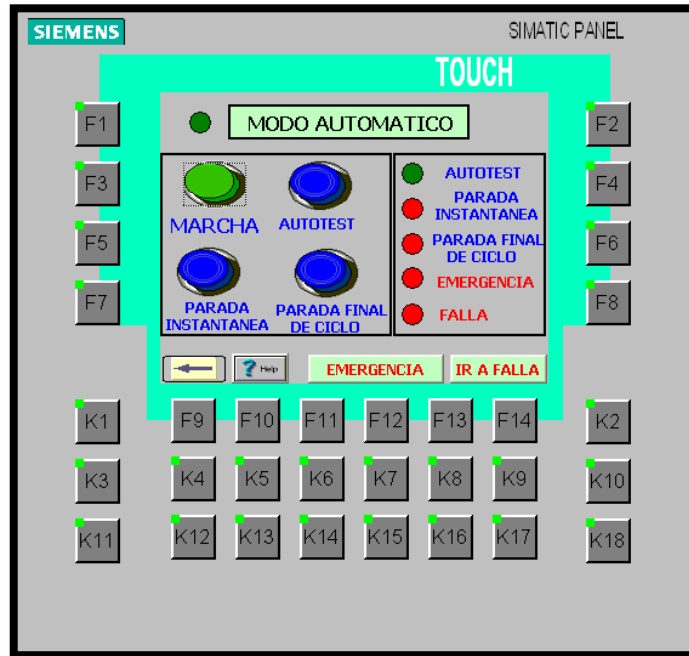 SIEMENS
SIMATIC PANEL
TOUCH
F1
MODO AUTOMATICO
F2
F3
F4
MARCHA
AUTOTEST
AUTOTEST
PARADA
INSTANTANEA
F5
PARADA FINAL
DE CICLO
F6
EMERGENCIA
F7
PARADA
INSTANTANEA
PARADA FINAL
DE CICLO
FALLA
F8
? Help
EMERGENCIA
IR A FALLA
K1
F9
F10
F11
F12
F13
F14
K2
K3
K4
K5
K6
K7
K8
K9
K10
K11
K12
K13
K14
K15
K16
K17
K18